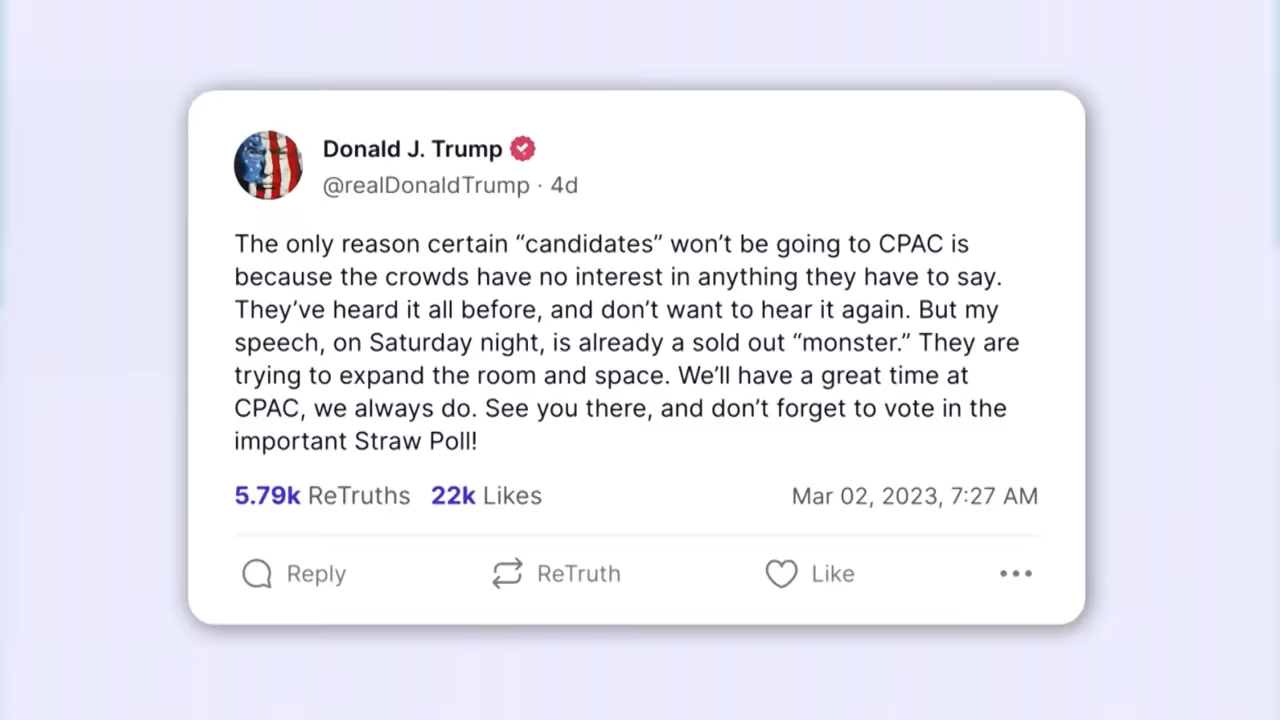 Donald J. Trump
@realDonaldTrump · 4d
The only reason certain “candidates” won’t be going to CPAC is
because the crowds have no interest in anything they have to say.
They’ve heard it all before, and don’t want to hear it again. But my
speech, on Saturday night, is already a sold out “monster.” They are
trying to expand the room and space. We’ll have a great time at
CPAC, we always do. See you there, and don’t forget to vote in the
important Straw Poll!
5.79k ReTruths 22k Likes Mar 02, 2023, 7:27 AM
Reply ReTruth Like